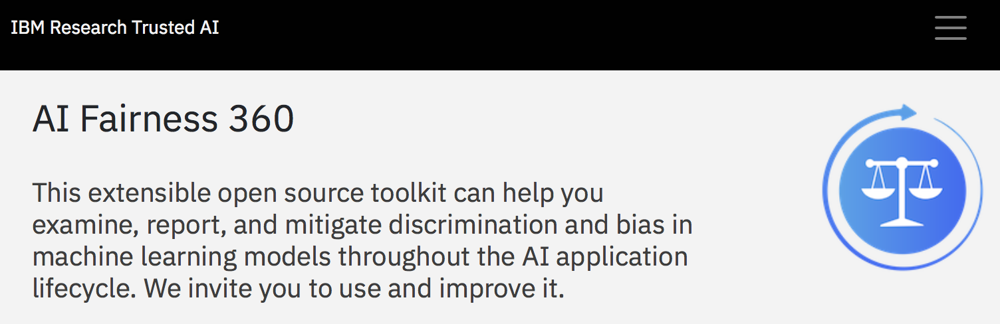 IBM Research Trusted AI
AI Fairness 360
This extensible open source toolkit can help you
examine, report, and mitigate discrimination and bias in
machine learning models throughout the AI application
lifecycle. We invite you to use and improve it.